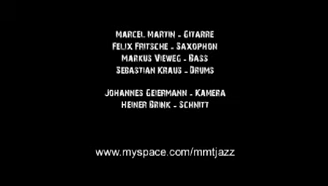 Marcel Martin - Gitarre
Felix Fritsche - Saxophon
Markus Vieweg - Bass
Sebastian Kraus - Drums
Johannes Geiermann - Kamera
Heiner Brink - Schnitt
www.myspace.com/mmtjazz